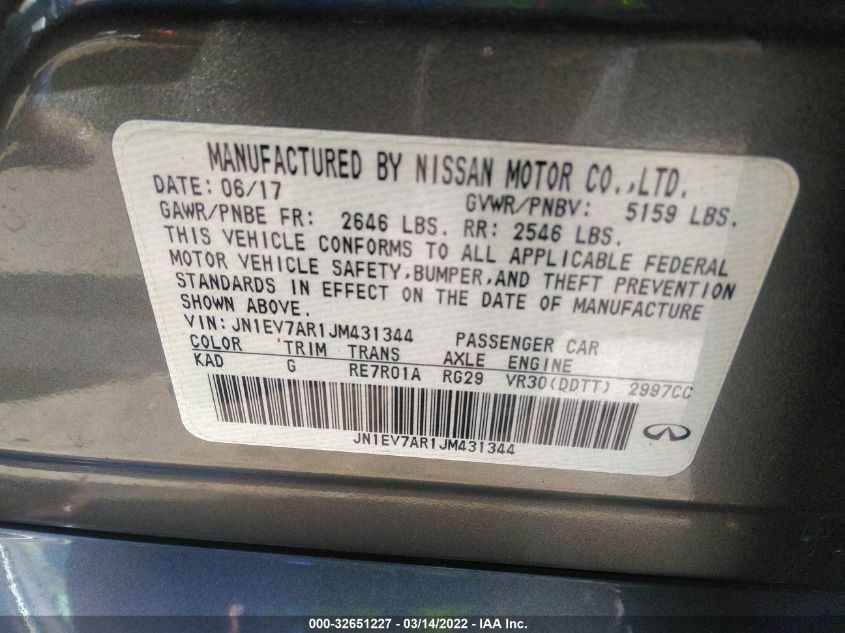 MANUFACTURED BY NISSAN MOTOR CO.,LTD.
DATE: 06/17 GVWR/PNBV: 5159 LBS.
GAWR/PNBE FR: 2646 LBS. RR: 2546 LBS.
THIS VEHICLE CONFORMS TO ALL APPLICABLE FEDERAL
MOTOR VEHICLE SAFETY,BUMPER,AND THEFT PREVENTION
STANDARDS IN EFFECT ON THE DATE OF MANUFACTURE
SHOWN ABOVE.
VIN: JN1EV7AR1JM431344 PASSENGER CAR
COLOR TRIM TRANS AXLE ENGINE
KAD G RE7R01A RG29 VR30(DDTT) 2997CC
JN1EV7AR1JM431344
000-32651227 - 03/14/2022 - IAA Inc.